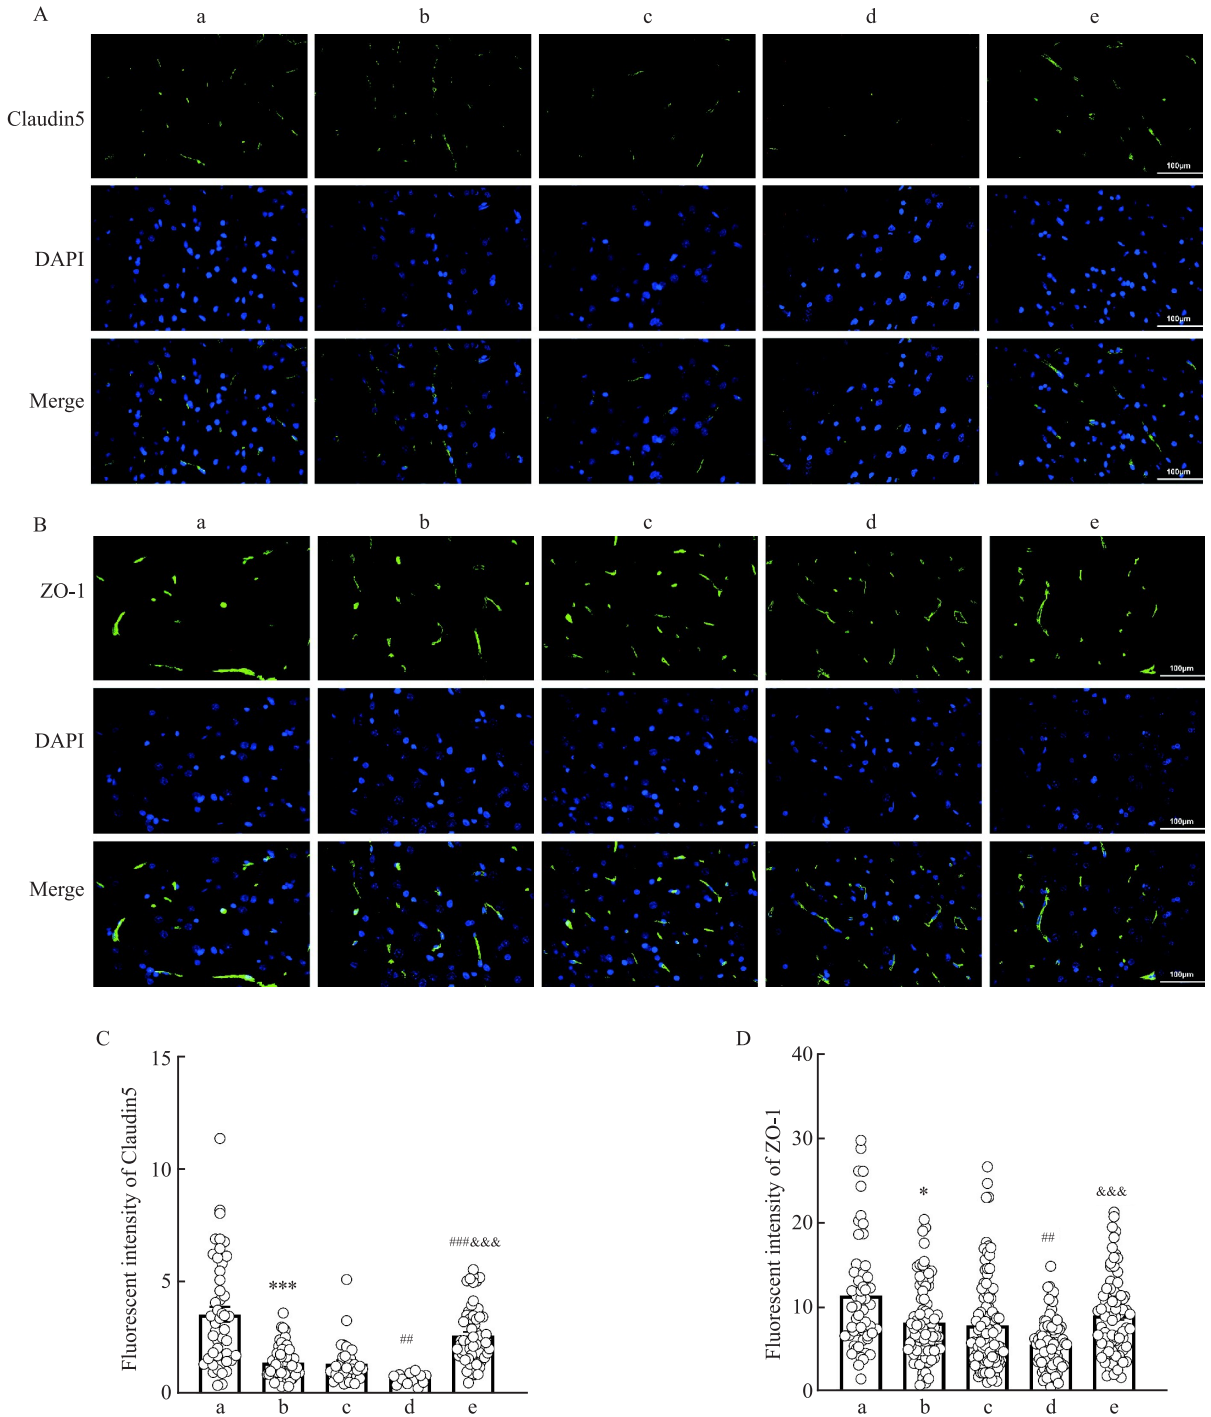 A
a b c d e
Claudin5
100μm
DAPI
100μm
Merge
100μm
B
a b c d e
ZO-1
100μm
DAPI
100μm
Merge
100μm
C
Fluorescent intensity of Claudin5
15
10
5
0
***
##
###&&&
a b c d e
D
Fluorescent intensity of ZO-1
40
30
20
10
0
*
##
&&&
a b c d e